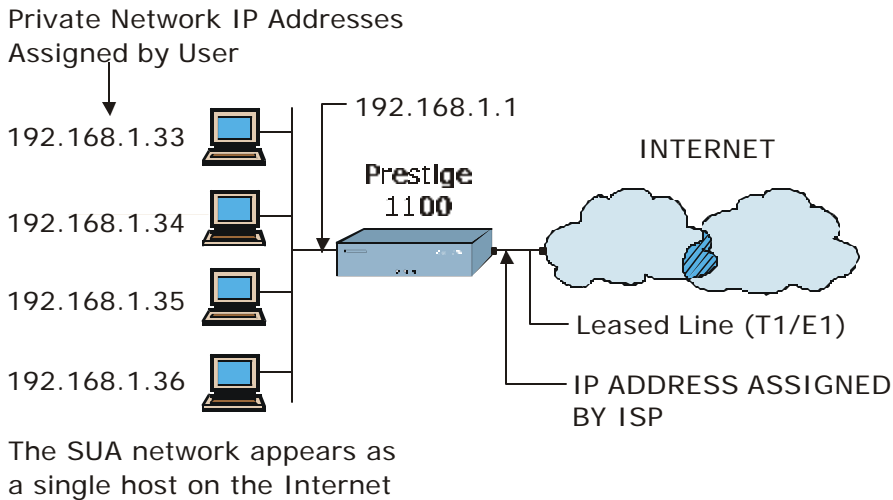 Private Network IP Addresses
Assigned by User
192.168.1.33
192.168.1.34
192.168.1.35
192.168.1.36
192.168.1.1
Prestige
1100
INTERNET
Leased Line (T1/E1)
IP ADDRESS ASSIGNED
BY ISP
The SUA network appears as
a single host on the Internet